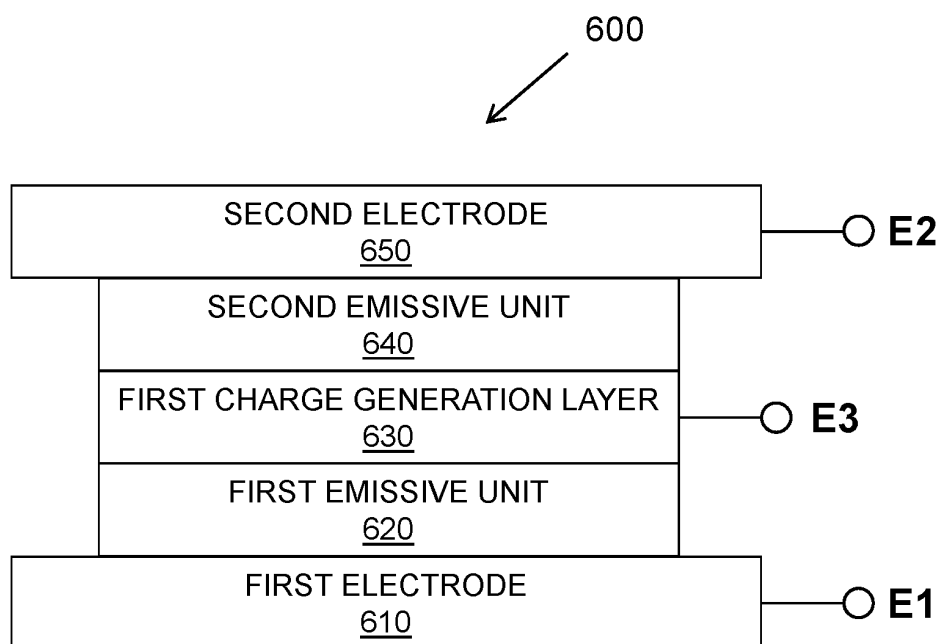 600
SECOND ELECTRODE
650
E2
SECOND EMISSIVE UNIT
640
FIRST CHARGE GENERATION LAYER
630
E3
FIRST EMISSIVE UNIT
620
FIRST ELECTRODE
610
E1